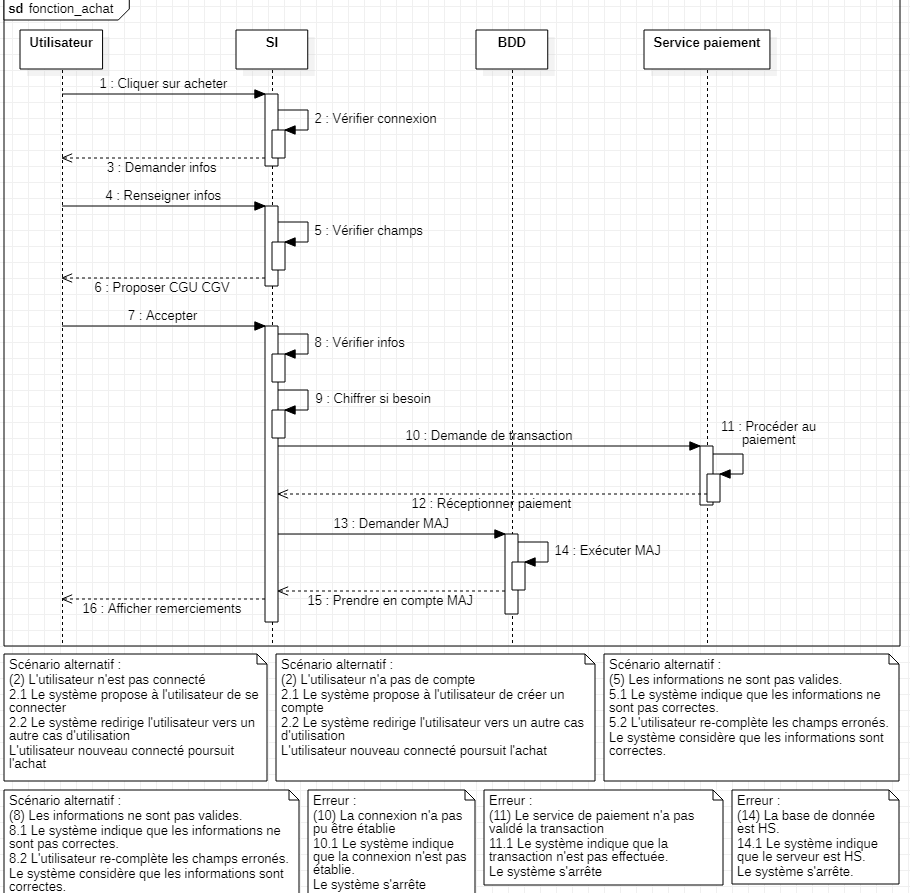 sd fonction_achat
Utilisateur
SI
BDD
Service paiement
1 : Cliquer sur acheter
2 : Vérifier connexion
3 : Demander infos
4 : Renseigner infos
5 : Vérifier champs
6 : Proposer CGU CGV
7 : Accepter
8 : Vérifier infos
9 : Chiffrer si besoin
10 : Demande de transaction
11 : Procéder au
paiement
12 : Réceptionner paiement
13 : Demander MAJ
14 : Exécuter MAJ
15 : Prendre en compte MAJ
16 : Afficher remerciements
Scénario alternatif :
(2) L'utilisateur n'est pas connecté
2.1 Le système propose à l'utilisateur de se
connecter
2.2 Le système redirige l'utilisateur vers un
autre cas d'utilisation
L'utilisateur nouveau connecté poursuit
l'achat
Scénario alternatif :
(2) L'utilisateur n'a pas de compte
2.1 Le système propose à l'utilisateur de créer un
compte
2.2 Le système redirige l'utilisateur vers un autre cas
d'utilisation
L'utilisateur nouveau connecté poursuit l'achat
Scénario alternatif :
(5) Les informations ne sont pas valides.
5.1 Le système indique que les informations ne
sont pas correctes.
5.2 L'utilisateur re-complète les champs erronés.
Le système considère que les informations sont
correctes.
Scénario alternatif :
(8) Les informations ne sont pas valides.
8.1 Le système indique que les informations ne
sont pas correctes.
8.2 L'utilisateur re-complète les champs erronés.
Le système considère que les informations sont
correctes.
Erreur :
(10) La connexion n'a pas
pu être établie
10.1 Le système indique
que la connexion n'est pas
établie.
Le système s'arrête
Erreur :
(11) Le service de paiement n'a pas
validé la transaction
11.1 Le système indique que la
transaction n'est pas effectuée.
Le système s'arrête
Erreur :
(14) La base de donnée
est HS.
14.1 Le système indique
que le serveur est HS.
Le système s'arrête.